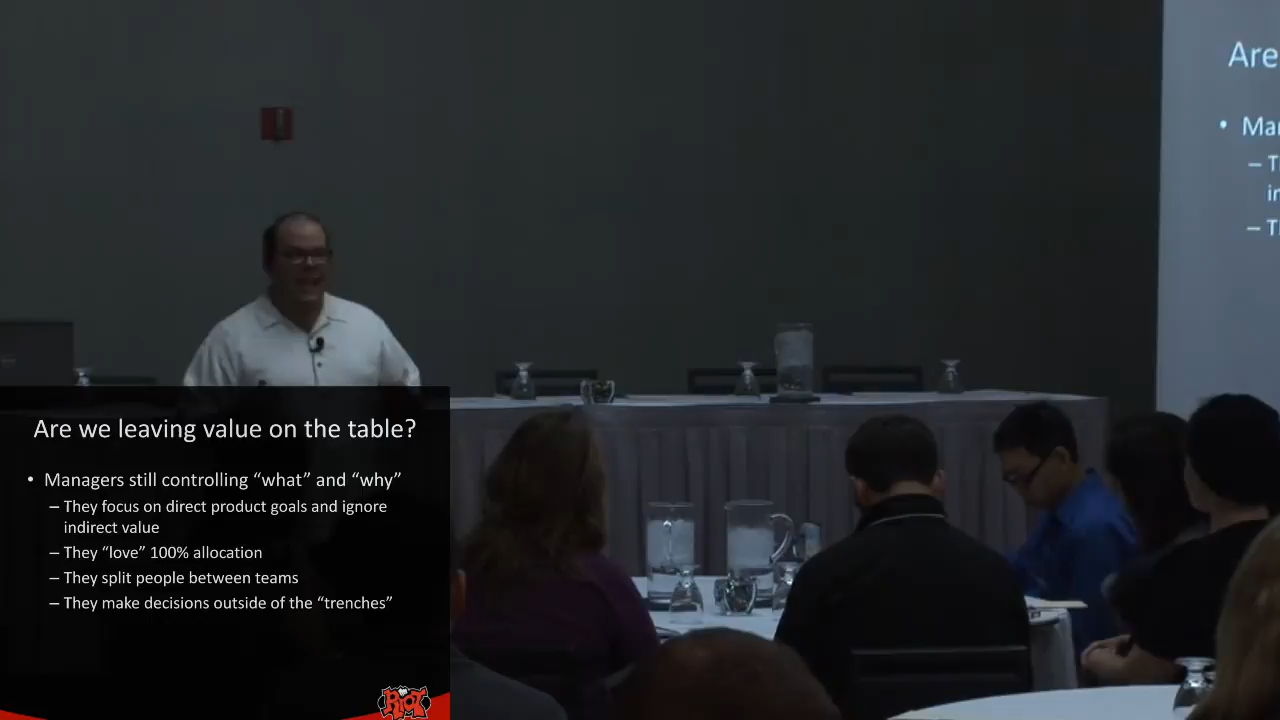 Are
• Mar
– T
in
– T
Are we leaving value on the table?
• Managers still controlling “what” and “why”
– They focus on direct product goals and ignore
indirect value
– They “love” 100% allocation
– They split people between teams
– They make decisions outside of the “trenches”
RIOT